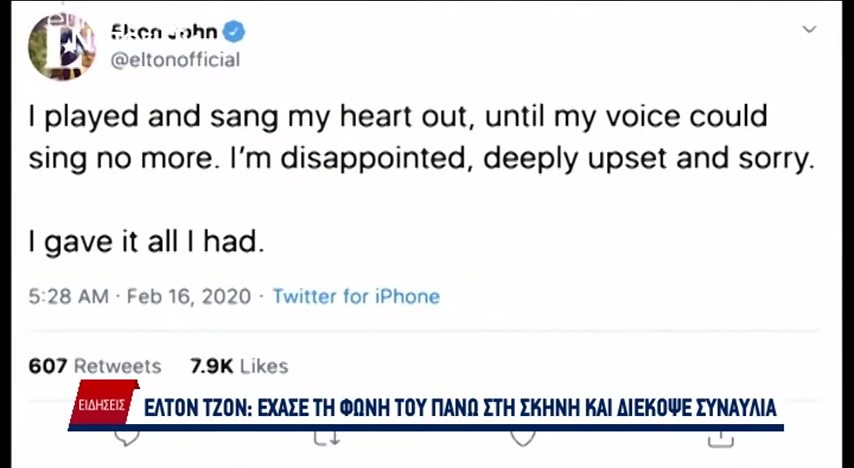 Elton John
@eltonofficial
I played and sang my heart out, until my voice could
sing no more. I'm disappointed, deeply upset and sorry.
I gave it all I had.
5:28 AM · Feb 16, 2020 · Twitter for iPhone
607 Retweets 7.9K Likes
ΕΙΔΗΣΕΙΣ
ΕΛΤΟΝ ΤΖΟΝ: ΕΧΑΣΕ ΤΗ ΦΩΝΗ ΤΟΥ ΠΑΝΩ ΣΤΗ ΣΚΗΝΗ ΚΑΙ ΔΙΕΚΟΨΕ ΣΥΝΑΥΛΙΑ